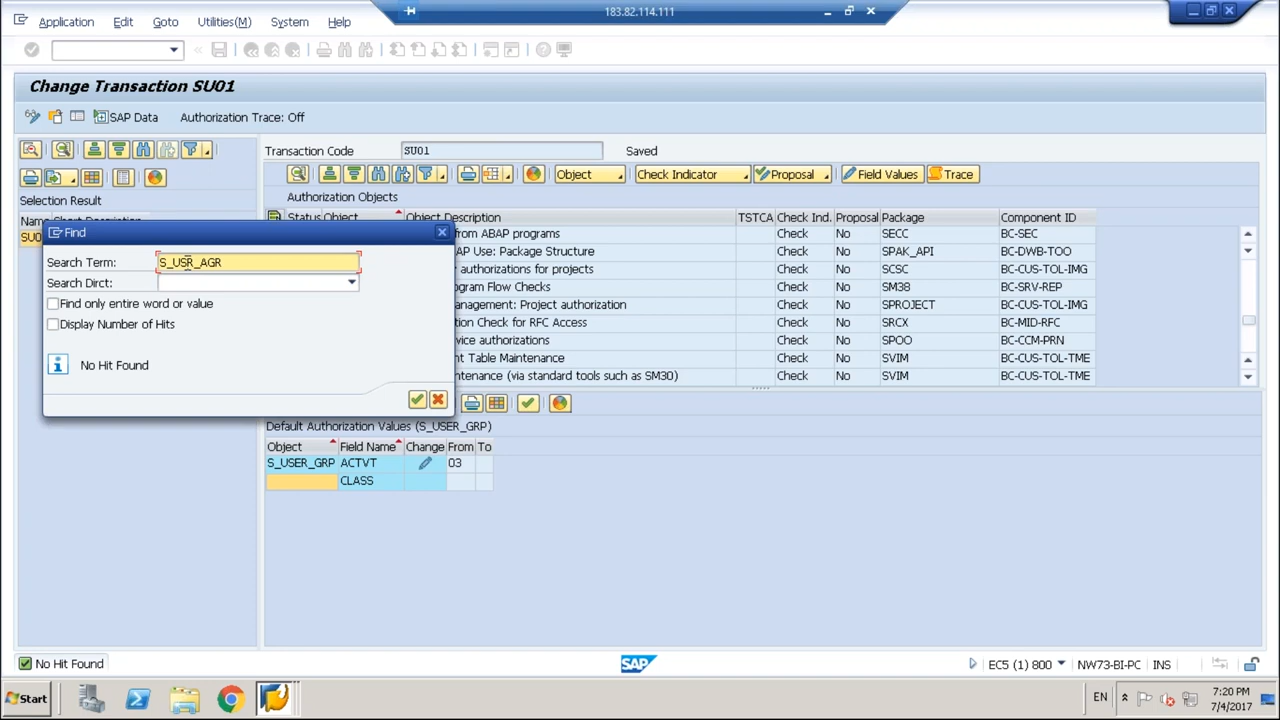 183.82.114.111
Application Edit Goto Utilities(M) System Help
Change Transaction SU01
SAP Data Authorization Trace: Off
Transaction Code SU01 Saved
Object Check Indicator Proposal Field Values Trace
Selection Result
Authorization Objects
Status Object Object Description TSTCA Check Ind. Proposal Package Component ID
from ABAP programs Check No SECC BC-SEC
AP Use: Package Structure Check No SPAK_API BC-DWB-TOO
y authorizations for projects Check No SCSC BC-CUS-TOL-IMG
gram Flow Checks Check No SM38 BC-SRV-REP
nagement: Project authorization Check No SPROJECT BC-CUS-TOL-IMG
tion Check for RFC Access Check No SRCX BC-MID-RFC
vice authorizations Check No SPOO BC-CCM-PRN
nt Table Maintenance Check No SVIM BC-CUS-TOL-TME
ntenance (via standard tools such as SM30) Check No SVIM BC-CUS-TOL-TME
Find
Search Term: S_USR_AGR
Search Dirct:
Find only entire word or value
Display Number of Hits
No Hit Found
Default Authorization Values (S_USER_GRP)
Object Field Name Change From To
S_USER_GRP ACTVT 03
CLASS
No Hit Found
SAP
EC5 (1) 800 NW73-BI-PC INS
Start
EN
7:20 PM
7/4/2017